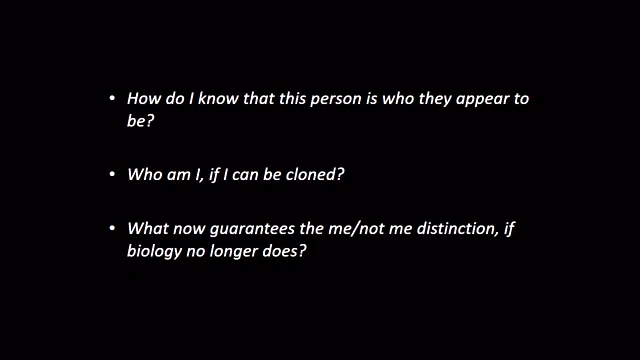 • How do I know that this person is who they appear to
be?
• Who am I, if I can be cloned?
• What now guarantees the me/not me distinction, if
biology no longer does?